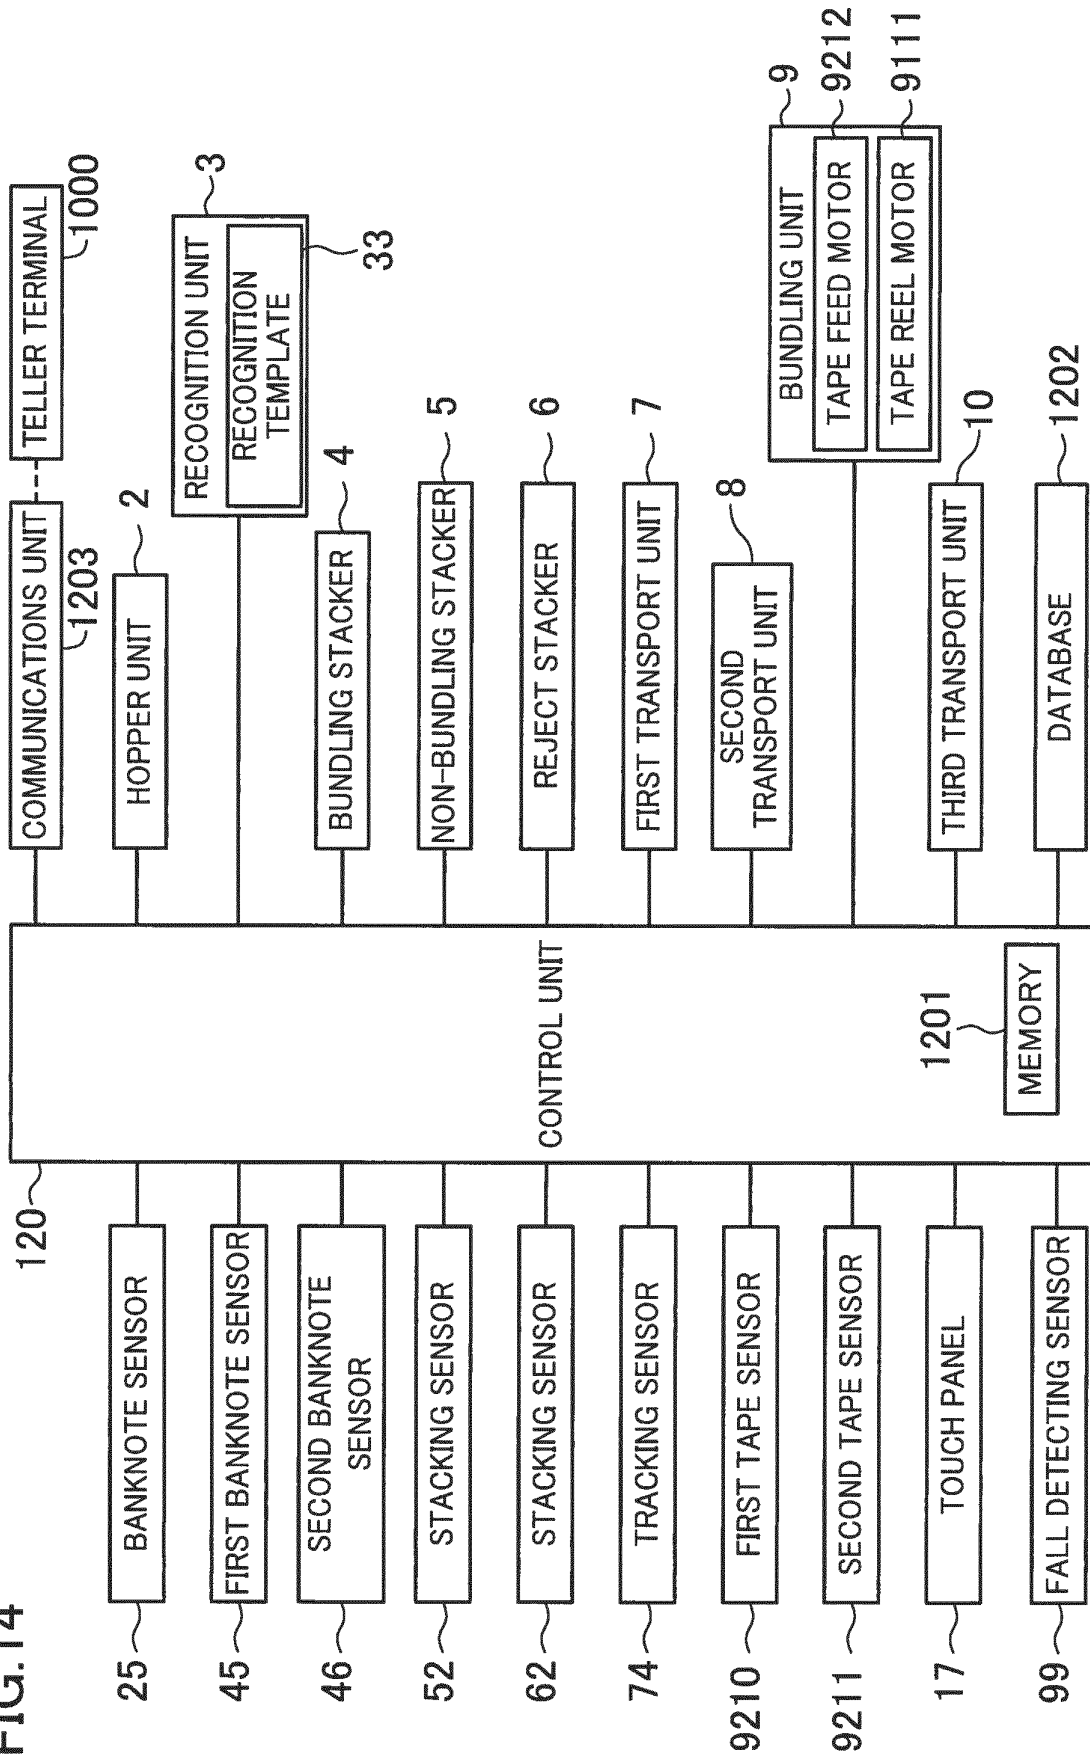 FIG.14
120
CONTROL UNIT
1201
MEMORY
25
BANKNOTE SENSOR
45
FIRST BANKNOTE SENSOR
46
SECOND BANKNOTE
SENSOR
52
STACKING SENSOR
62
STACKING SENSOR
74
TRACKING SENSOR
9210
FIRST TAPE SENSOR
9211
SECOND TAPE SENSOR
17
TOUCH PANEL
99
FALL DETECTING SENSOR
COMMUNICATIONS UNIT
1203
TELLER TERMINAL
1000
HOPPER UNIT
2
RECOGNITION UNIT
3
RECOGNITION
TEMPLATE
33
BUNDLING STACKER
4
NON-BUNDLING STACKER
5
REJECT STACKER
6
FIRST TRANSPORT UNIT
7
SECOND
TRANSPORT UNIT
8
BUNDLING UNIT
9
TAPE FEED MOTOR
9212
TAPE REEL MOTOR
9111
THIRD TRANSPORT UNIT
10
DATABASE
1202